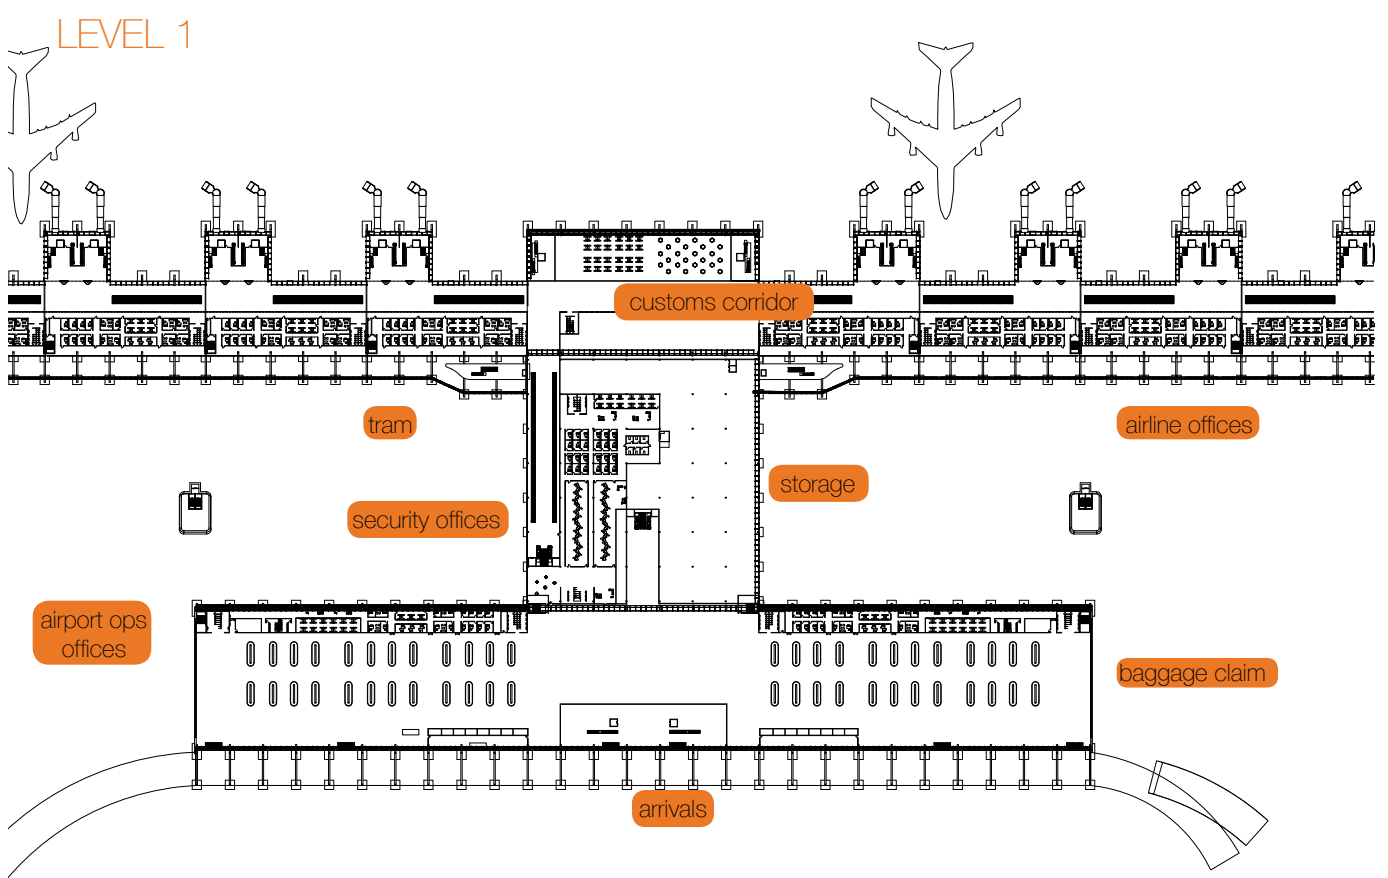 LEVEL 1
customs corridor
tram
airline offices
storage
security offices
airport ops
offices
baggage claim
arrivals